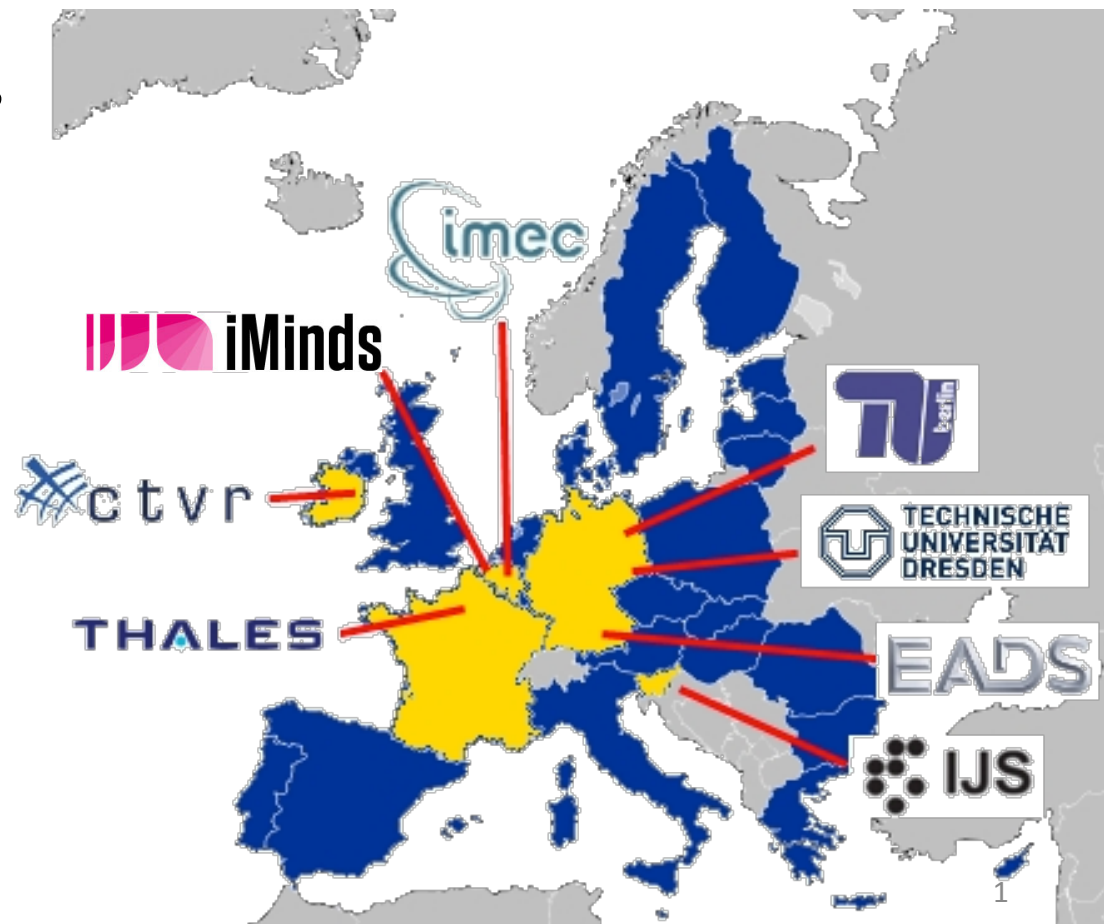 imec
iMinds
TU
berlin
ctvr
TECHNISCHE
UNIVERSITÄT
DRESDEN
THALES
EADS
IJS
1